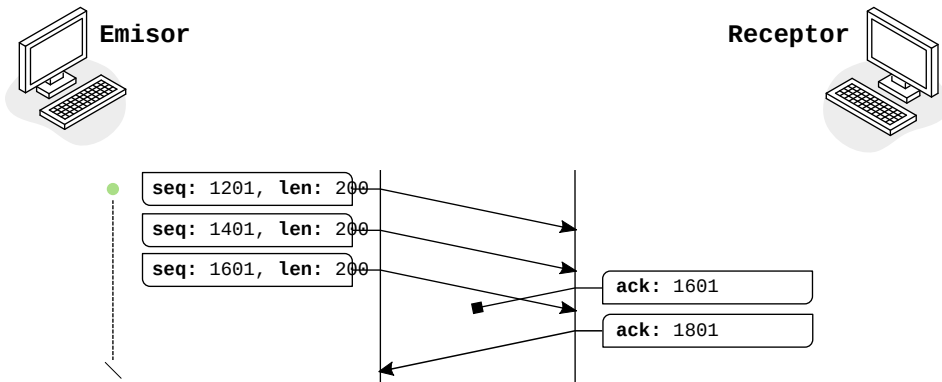 Emisor
Receptor
seq: 1201, len: 200
seq: 1401, len: 200
seq: 1601, len: 200
ack: 1601
ack: 1801